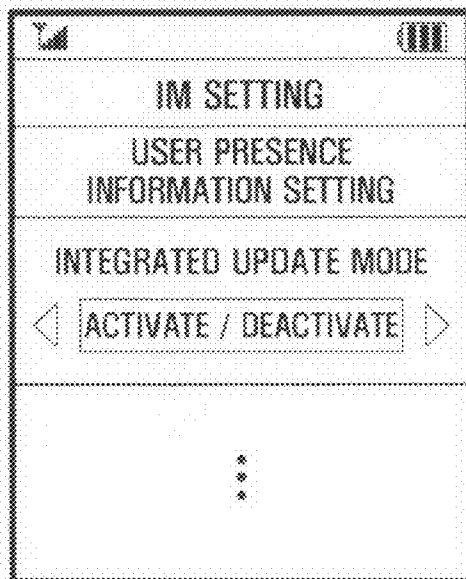 IM SETTING
USER PRESENCE
INFORMATION SETTING
INTEGRATED UPDATE MODE
ACTIVATE / DEACTIVATE